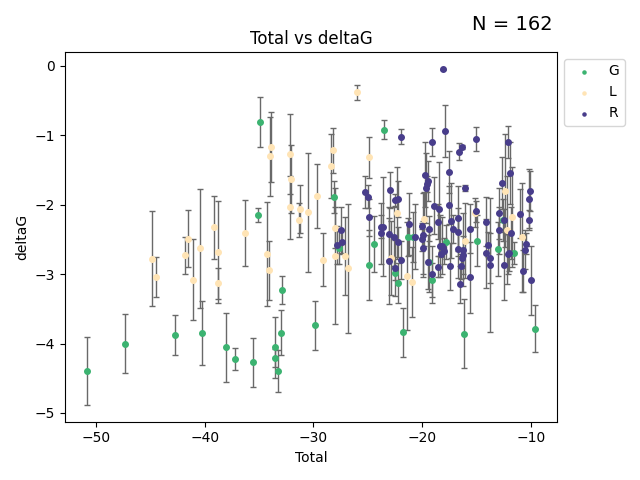 N = 162
Total vs deltaG
G
L
R
0
−1
−2
−3
−4
−5
deltaG
−50 −40 −30 −20 −10
Total